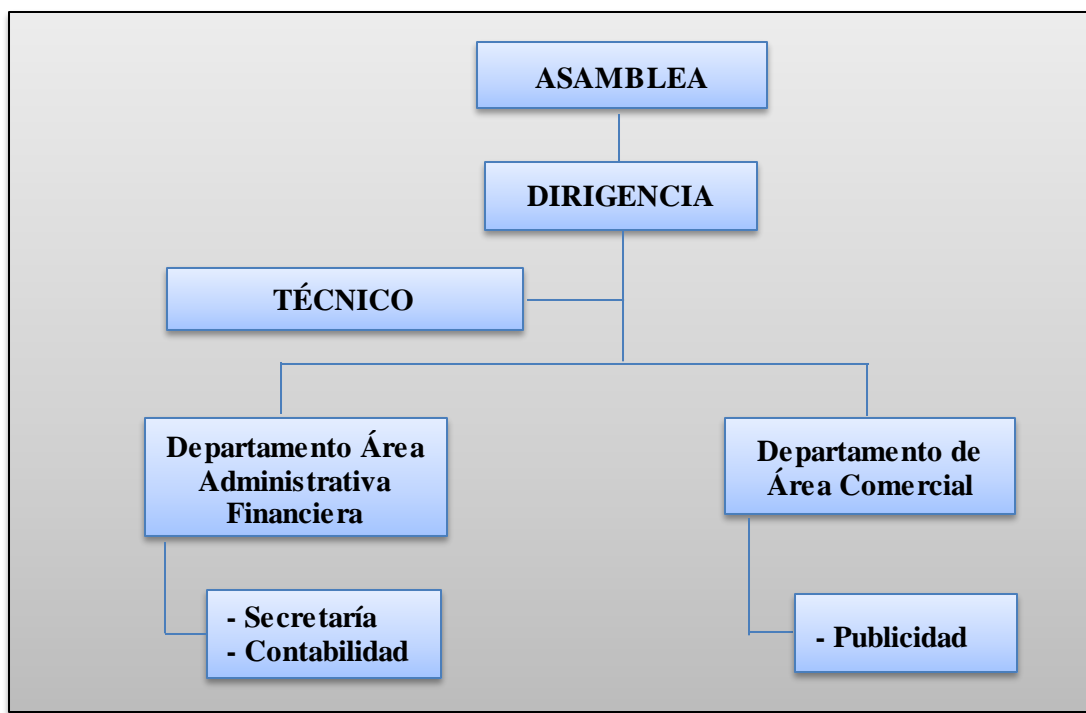 ASAMBLEA
DIRIGENCIA
TÉCNICO
Departamento Área
Administrativa
Financiera
Departamento de
Área Comercial
- Secretaría
- Contabilidad
- Publicidad